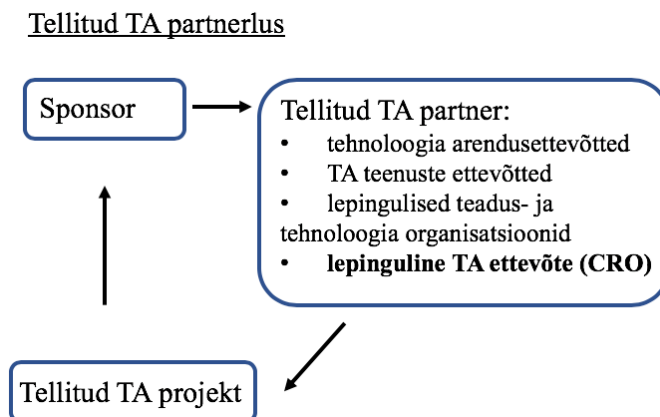 Tellitud TA partnerlus
Sponsor
Tellitud TA partner:
• tehnoloogia arendusettevõtted
• TA teenuste ettevõtted
• lepingulised teadus- ja
tehnoloogia organisatsioonid
• lepinguline TA ettevõte (CRO)
Tellitud TA projekt